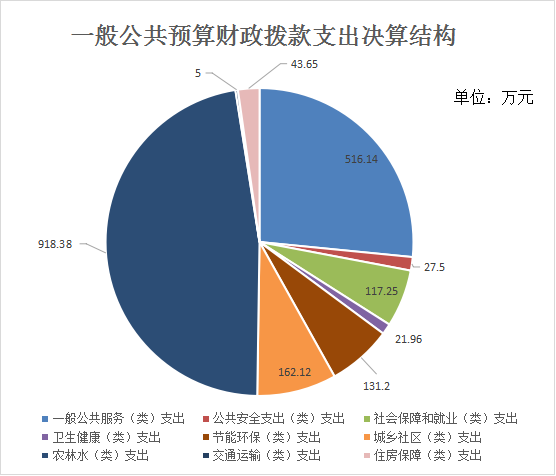 一般公共预算财政拨款支出决算结构
5
43.65
单位：万元
516.14
918.38
27.5
117.25
21.96
162.12
131.2
一般公共服务（类）支出 公共安全支出（类）支出 社会保障和就业（类）支出
卫生健康（类）支出 节能环保（类）支出 城乡社区（类）支出
农林水（类）支出 交通运输（类）支出 住房保障（类）支出